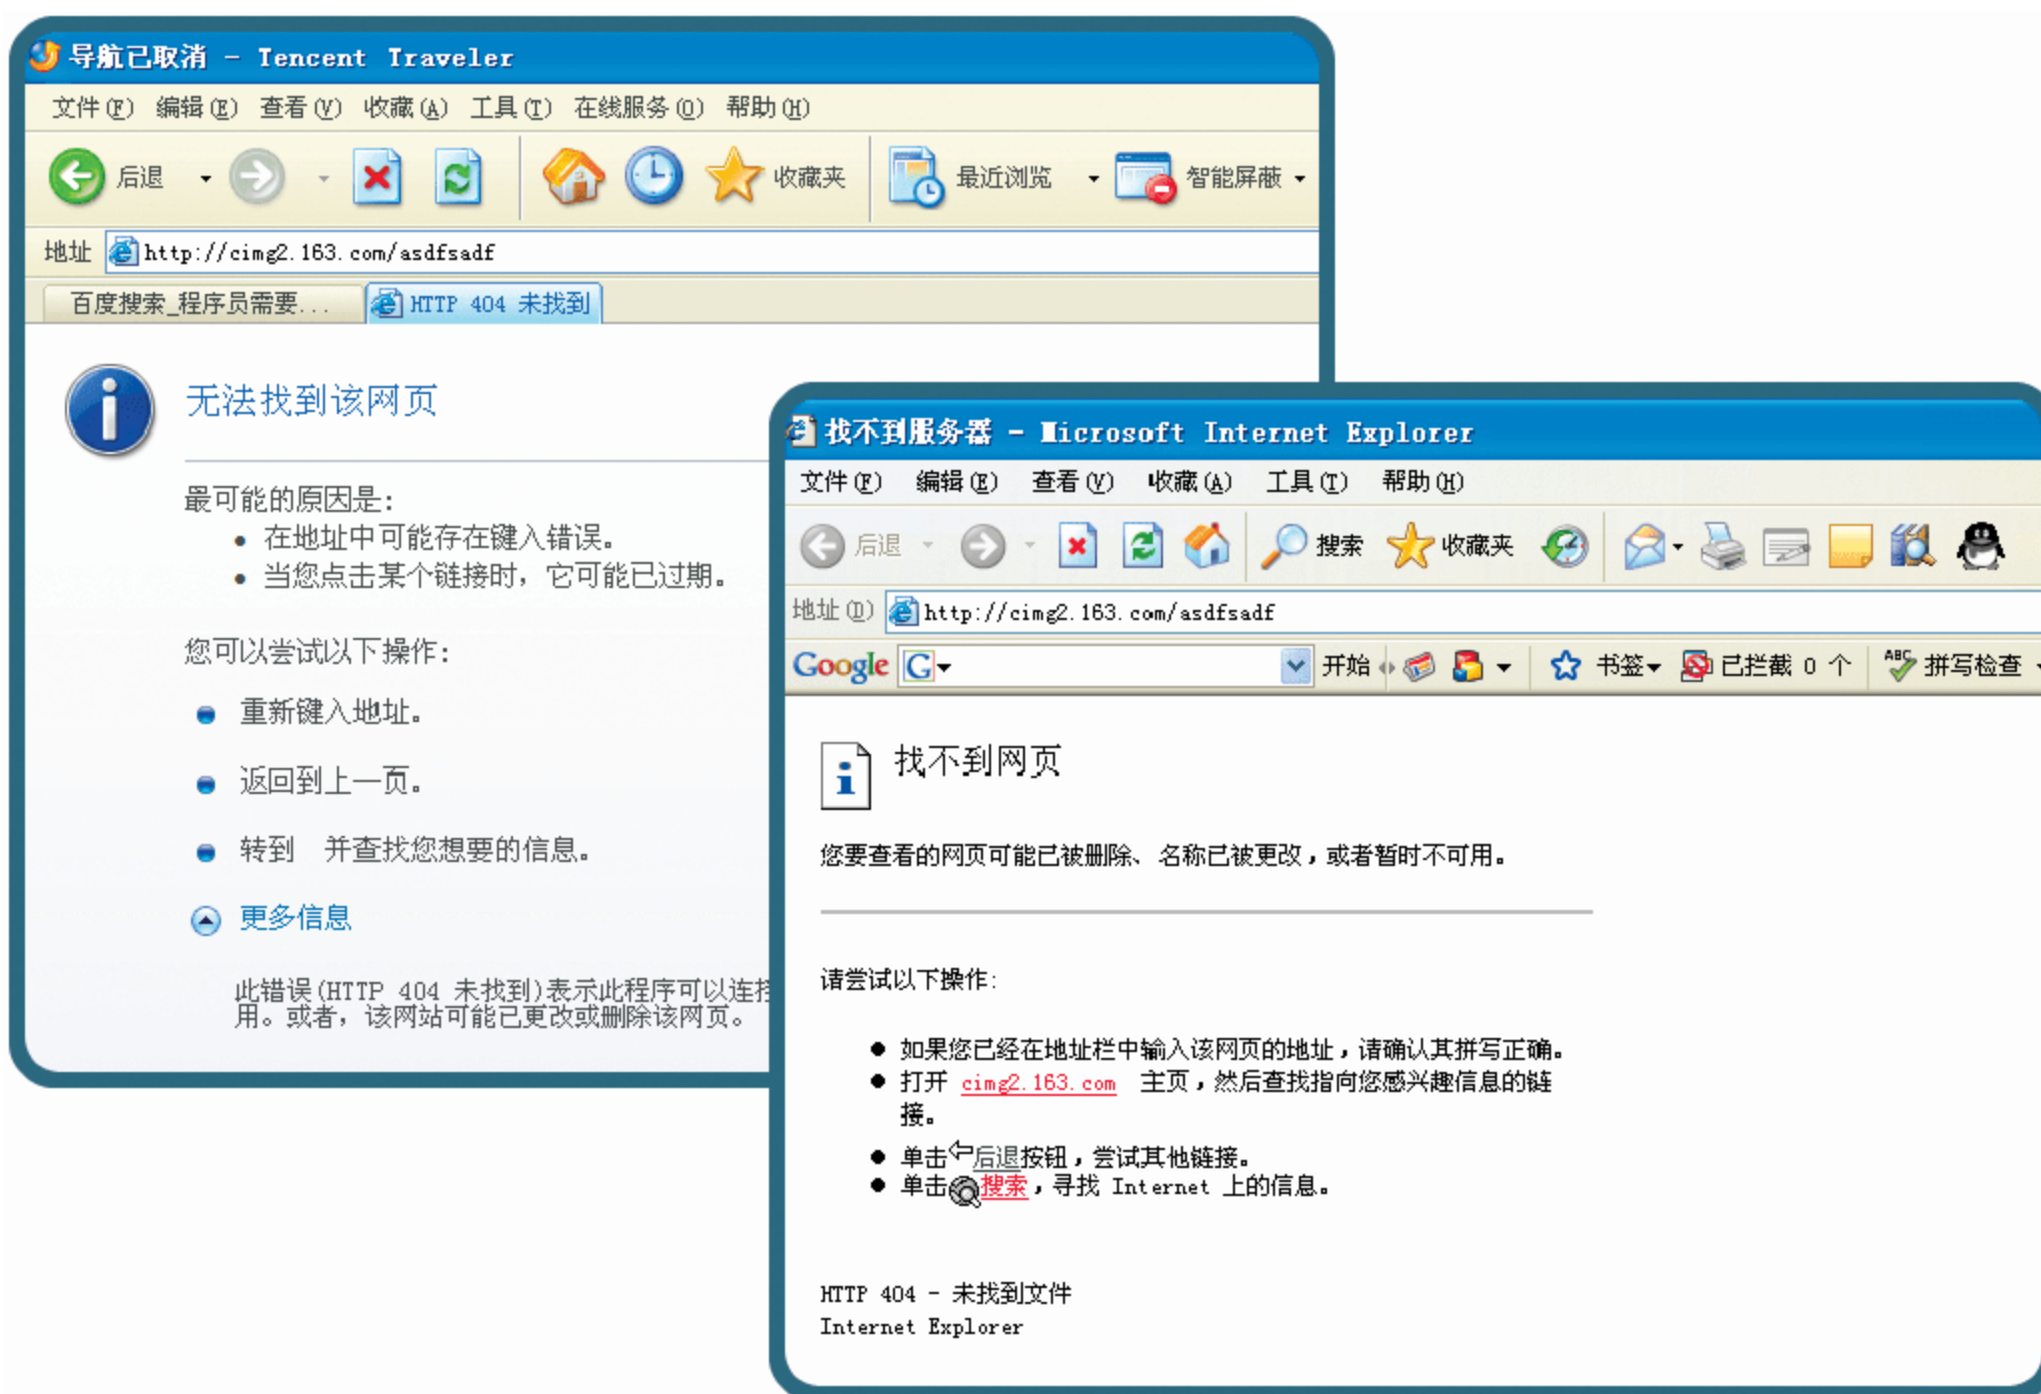 导航已取消 - Tencent Traveler
文件(F) 编辑(E) 查看(V) 收藏(A) 工具(T) 在线服务(O) 帮助(H)
后退 收藏夹 最近浏览 智能屏蔽
地址 http://cimg2.163.com/asdfsadf
百度搜索_程序员需要... HTTP 404 未找到
无法找到该网页
最可能的原因是:
• 在地址中可能存在键入错误。
• 当您点击某个链接时，它可能已过期。
您可以尝试以下操作:
重新键入地址。
返回到上一页。
转到 并查找您想要的信息。
更多信息
此错误(HTTP 404 未找到)表示此程序可以连接
用。或者，该网站可能已更改或删除该网页。
找不到服务器 - Microsoft Internet Explorer
文件(F) 编辑(E) 查看(V) 收藏(A) 工具(T) 帮助(H)
后退 搜索 收藏夹
地址(D) http://cimg2.163.com/asdfsadf
Google G 开始 书签 已拦截 0 个 ABC 拼写检查
找不到网页
您要查看的网页可能已被删除、名称已被更改，或者暂时不可用。
请尝试以下操作:
● 如果您已经在地址栏中输入该网页的地址，请确认其拼写正确。
● 打开 cimg2.163.com 主页，然后查找指向您感兴趣信息的链
接。
● 单击后退按钮，尝试其他链接。
● 单击搜索，寻找 Internet 上的信息。
HTTP 404 - 未找到文件
Internet Explorer